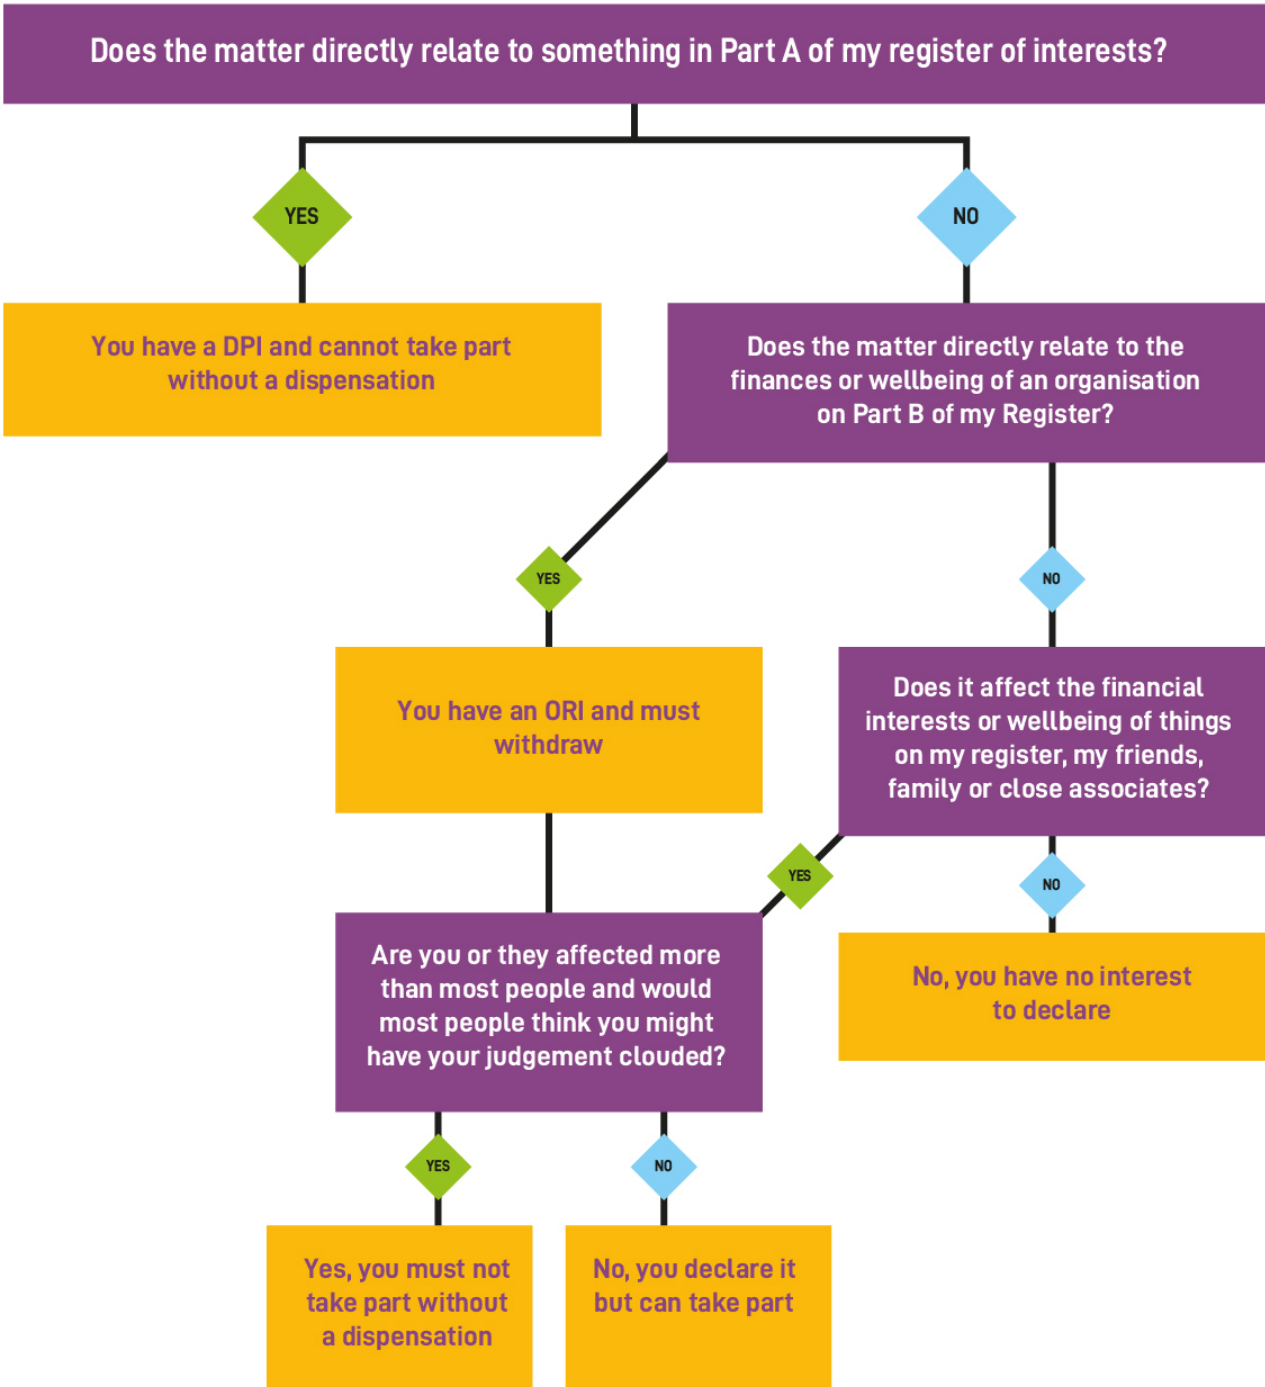 Does the matter directly relate to something in Part A of my register of interests?
YES
NO
You have a DPI and cannot take part
without a dispensation
Does the matter directly relate to the
finances or wellbeing of an organisation
on Part B of my Register?
YES
NO
You have an ORI and must
withdraw
Does it affect the financial
interests or wellbeing of things
on my register, my friends,
family or close associates?
YES
NO
Are you or they affected more
than most people and would
most people think you might
have your judgement clouded?
No, you have no interest
to declare
YES
NO
Yes, you must not
take part without
a dispensation
No, you declare it
but can take part